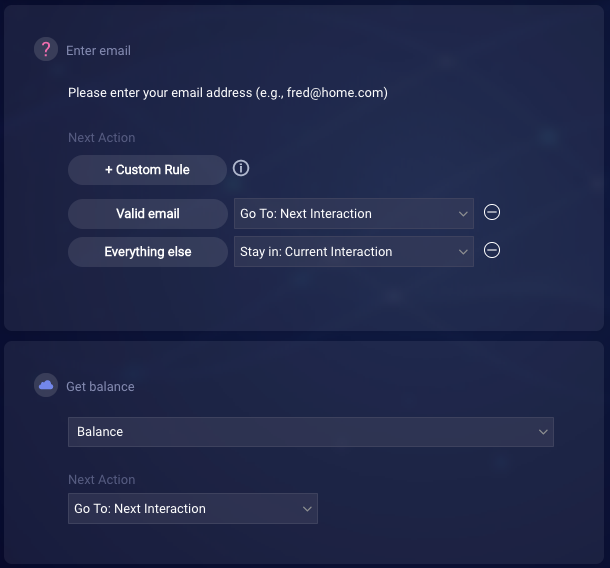 ?
Enter email
Please enter your email address (e.g., fred@home.com)
Next Action
+ Custom Rule
Valid email
Go To: Next Interaction
Everything else
Stay in: Current Interaction
Get balance
Balance
Next Action
Go To: Next Interaction